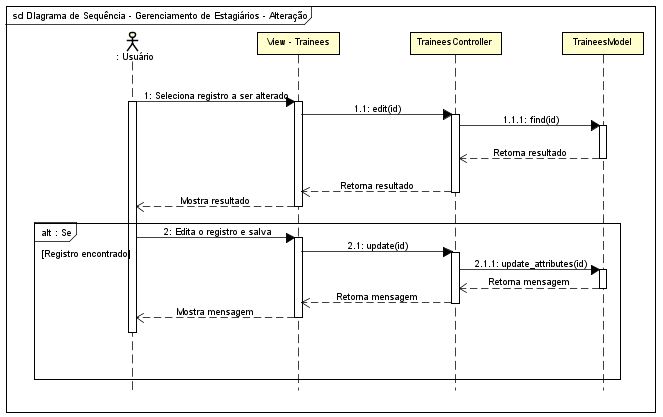 sd Diagrama de Sequência - Gerenciamento de Estagiários - Alteração
: Usuário
View - Trainees
TraineesController
TraineesModel
1: Seleciona registro a ser alterado
1.1: edit(id)
1.1.1: find(id)
Retorna resultado
Retorna resultado
Mostra resultado
alt : Se
[Registro encontrado]
2: Edita o registro e salva
2.1: update(id)
2.1.1: update_attributes(id)
Retorna mensagem
Retorna mensagem
Mostra mensagem